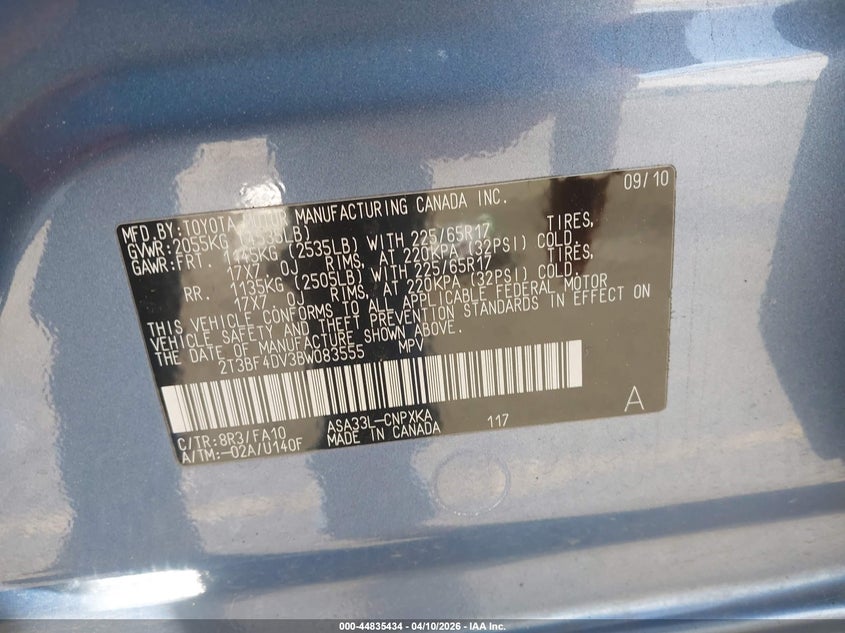 MFD.BY:TOYOTA MOTOR MANUFACTURING CANADA INC. 09/10
GVWR:2055KG (4535LB)
GAWR:FRT. 1145KG (2535LB) WITH 225/65R17 TIRES,
17X7 0J RIMS, AT 220KPA (32PSI) COLD.
RR. 1135KG (2505LB) WITH 225/65R17 TIRES,
17X7 0J RIMS, AT 220KPA (32PSI) COLD.
THIS VEHICLE CONFORMS TO ALL APPLICABLE FEDERAL MOTOR
VEHICLE SAFETY AND THEFT PREVENTION STANDARDS IN EFFECT ON
THE DATE OF MANUFACTURE SHOWN ABOVE.
2T3BF4DV3BW083555 MPV
C/TR:8R3/FA10 ASA33L-CNPXKA 117 A
A/TM:-02A/U140F MADE IN CANADA
000-44835434 - 04/10/2026 - IAA Inc.